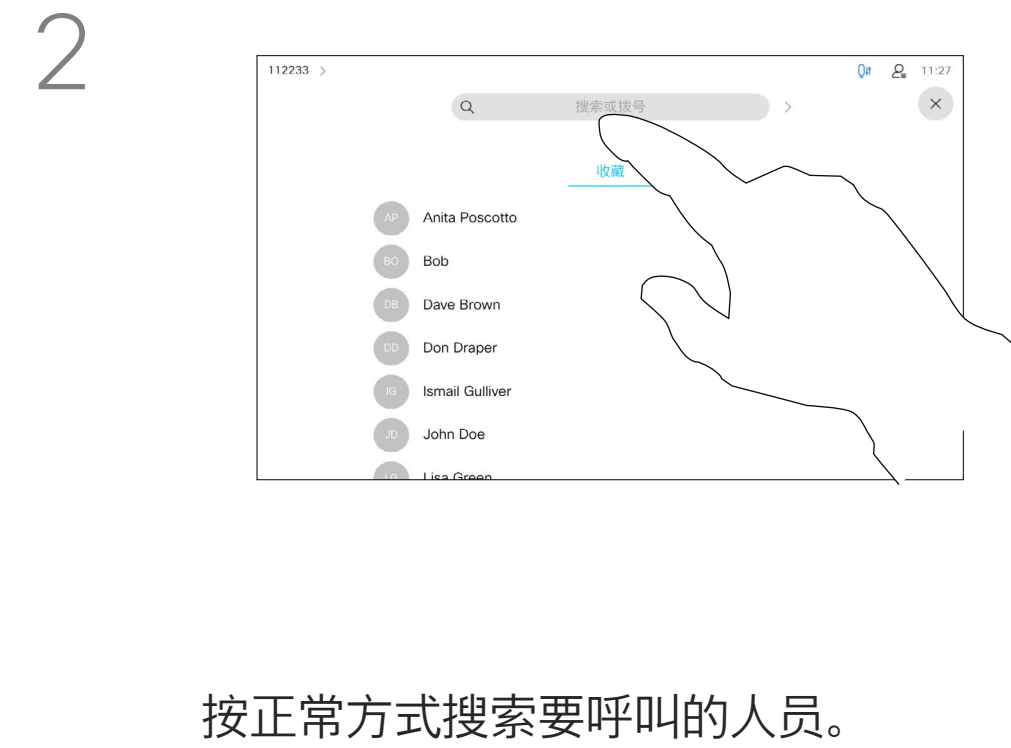 2
112233 >
11:27
搜索或拨号
收藏
AP Anita Poscotto
BO Bob
DB Dave Brown
DD Don Draper
IG Ismail Gulliver
JD John Doe
LG Lisa Green
按正常方式搜索要呼叫的人员。